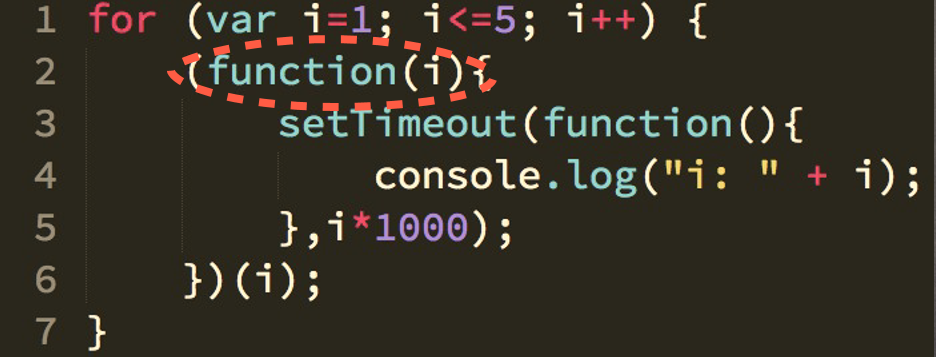 1 for (var i=1; i<=5; i++) {
2     (function(i){
3         setTimeout(function(){
4             console.log("i: " + i);
5         },i*1000);
6     })(i);
7 }